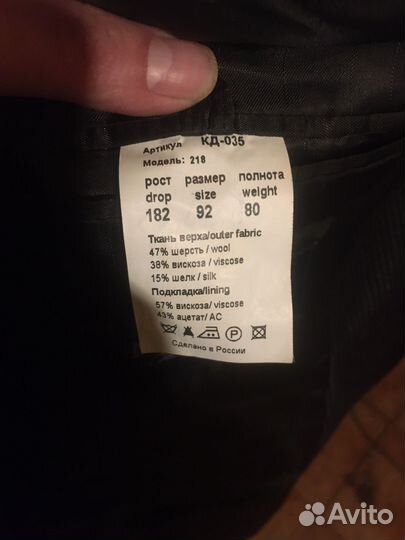 Артикул КД-035
Модель: 218
рост размер полнота
drop size weight
182 92 80
Ткань верха/outer fabric
47% шерсть / wool
38% вискоза / viscose
15% шелк / silk
Подкладка/lining
57% вискоза / viscose
43% ацетат/ AC
P
Сделано в России
Avito